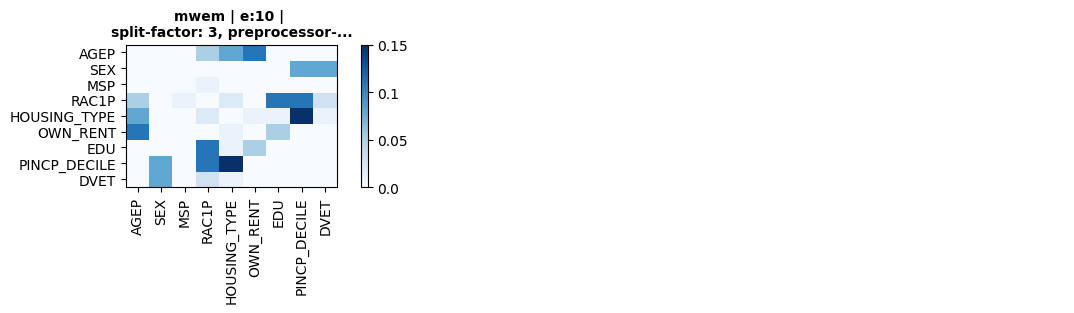 mwem | e:10 |
split-factor: 3, preprocessor-...
AGEP
SEX
MSP
RAC1P
HOUSING_TYPE
OWN_RENT
EDU
PINCP_DECILE
DVET
0.15
0.1
0.05
0.0
AGEP
SEX
MSP
RAC1P
HOUSING_TYPE
OWN_RENT
EDU
PINCP_DECILE
DVET